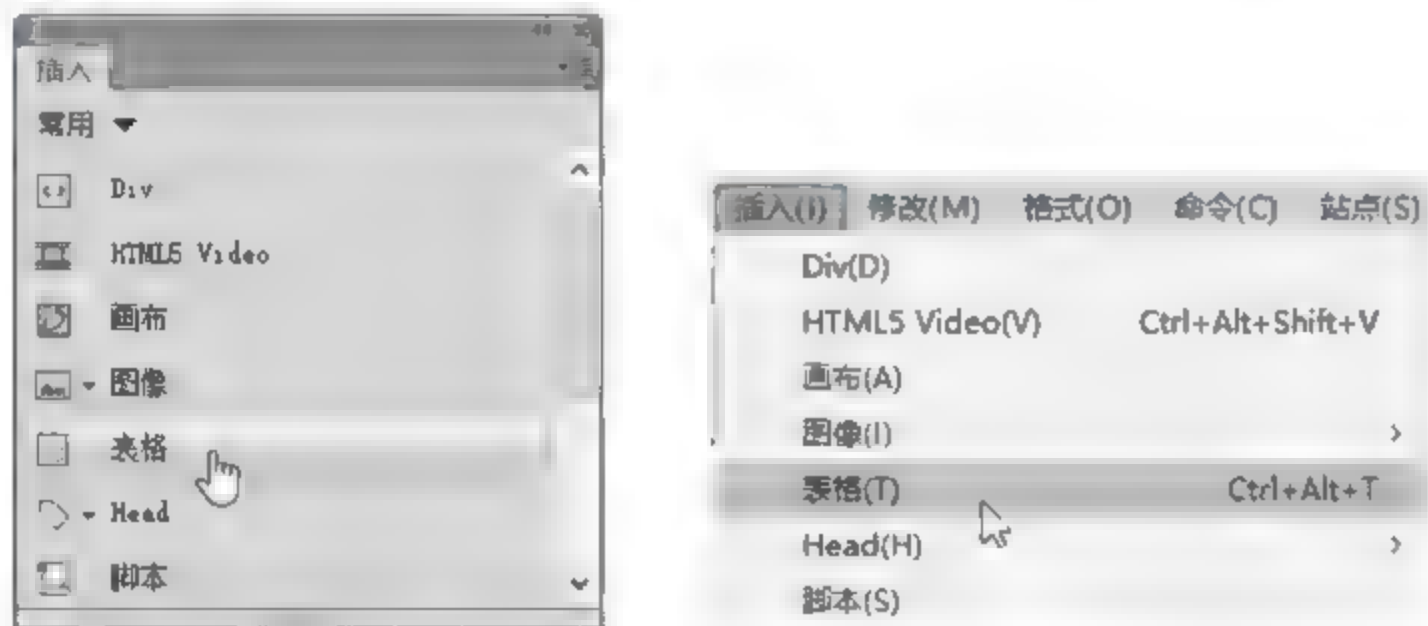 插入
常用
Div
HTML5 Video
画布
图像
表格
Head
脚本
插入(I) 修改(M) 格式(O) 命令(C) 站点(S)
Div(D)
HTML5 Video(V) Ctrl+Alt+Shift+V
画布(A)
图像(I)
表格(T) Ctrl+Alt+T
Head(H)
脚本(S)